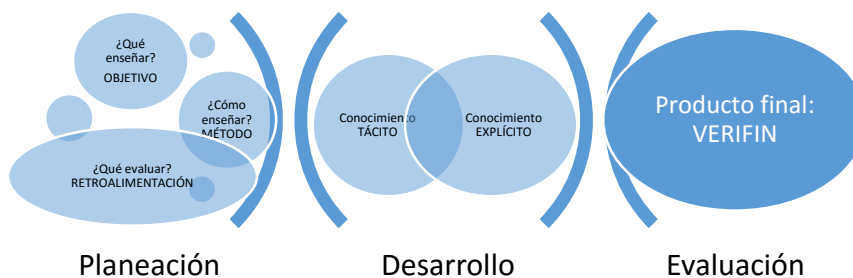 ¿Qué
enseñar?
OBJETIVO
¿Cómo
enseñar?
MÉTODO
¿Qué evaluar?
RETROALIMENTACIÓN
Conocimiento
TÁCITO
Conocimiento
EXPLÍCITO
Producto final:
VERIFIN
Planeación
Desarrollo
Evaluación